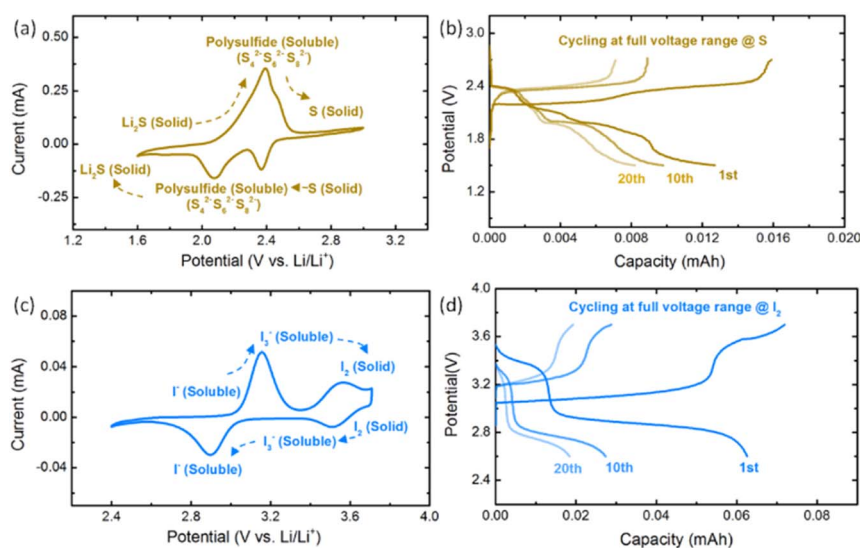 (a)
0.50
0.25
0.00
-0.25
Current (mA)
Polysulfide (Soluble)
(S₄²⁻S₆²⁻S₈²⁻)
S (Solid)
Li₂S (Solid)
Li₂S (Solid)
Polysulfide (Soluble)
S (Solid)
(S₄²⁻S₆²⁻S₈²⁻)
1.2 1.6 2.0 2.4 2.8 3.2
Potential (V vs. Li/Li⁺)
(b)
3.0
2.5
2.0
1.5
Potential (V)
Cycling at full voltage range @ S
20th 10th 1st
0.000 0.004 0.008 0.012 0.016 0.020
Capacity (mAh)
(c)
0.08
0.04
0.00
-0.04
Current (mA)
I₃⁻ (Soluble)
I₂ (Solid)
I⁻ (Soluble)
I₃⁻ (Soluble)
I₂ (Solid)
I⁻ (Soluble)
2.4 2.8 3.2 3.6 4.0
Potential (V vs. Li/Li⁺)
(d)
4.0
3.6
3.2
2.8
2.4
Potential(V)
Cycling at full voltage range @ I₂
20th 10th 1st
0.00 0.02 0.04 0.06 0.08
Capacity (mAh)